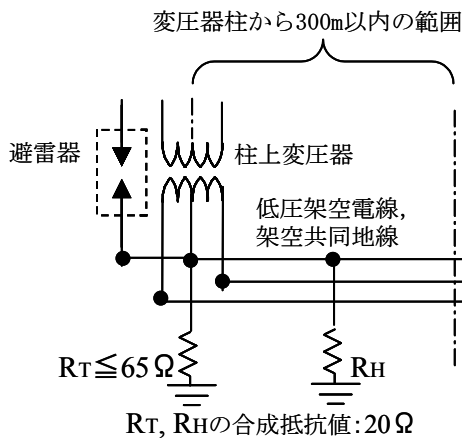 変圧器柱から300m以内の範囲
避雷器
柱上変圧器
低圧架空電線,
架空共同地線
RT≦65Ω
RH
RT, RHの合成抵抗値:20Ω